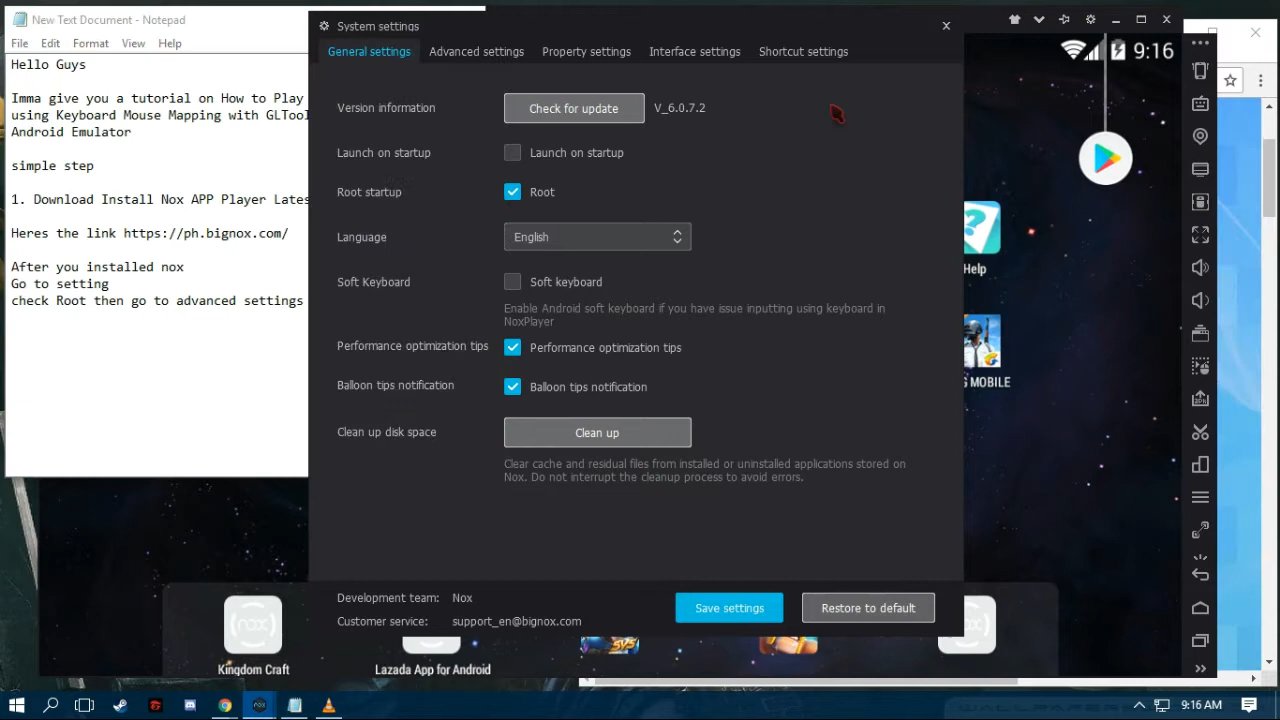 New Text Document - Notepad
File Edit Format View Help
Hello Guys
Imma give you a tutorial on How to Play
using Keyboard Mouse Mapping with GLTool
Android Emulator
simple step
1. Download Install Nox APP Player Lates
Heres the link https://ph.bignox.com/
After you installed nox
Go to setting
check Root then go to advanced settings
System settings
General settings Advanced settings Property settings Interface settings Shortcut settings
Version information Check for update V_6.0.7.2
Launch on startup Launch on startup
Root startup Root
Language English
Soft Keyboard Soft keyboard
Enable Android soft keyboard if you have issue inputting using keyboard in
NoxPlayer
Performance optimization tips Performance optimization tips
Balloon tips notification Balloon tips notification
Clean up disk space Clean up
Clear cache and residual files from installed or uninstalled applications stored on
Nox. Do not interrupt the cleanup process to avoid errors.
Development team: Nox
Customer service: support_en@bignox.com
Save settings Restore to default
9:16
Help
G MOBILE
nox
Kingdom Craft
Lazada App for Android
9:16 AM